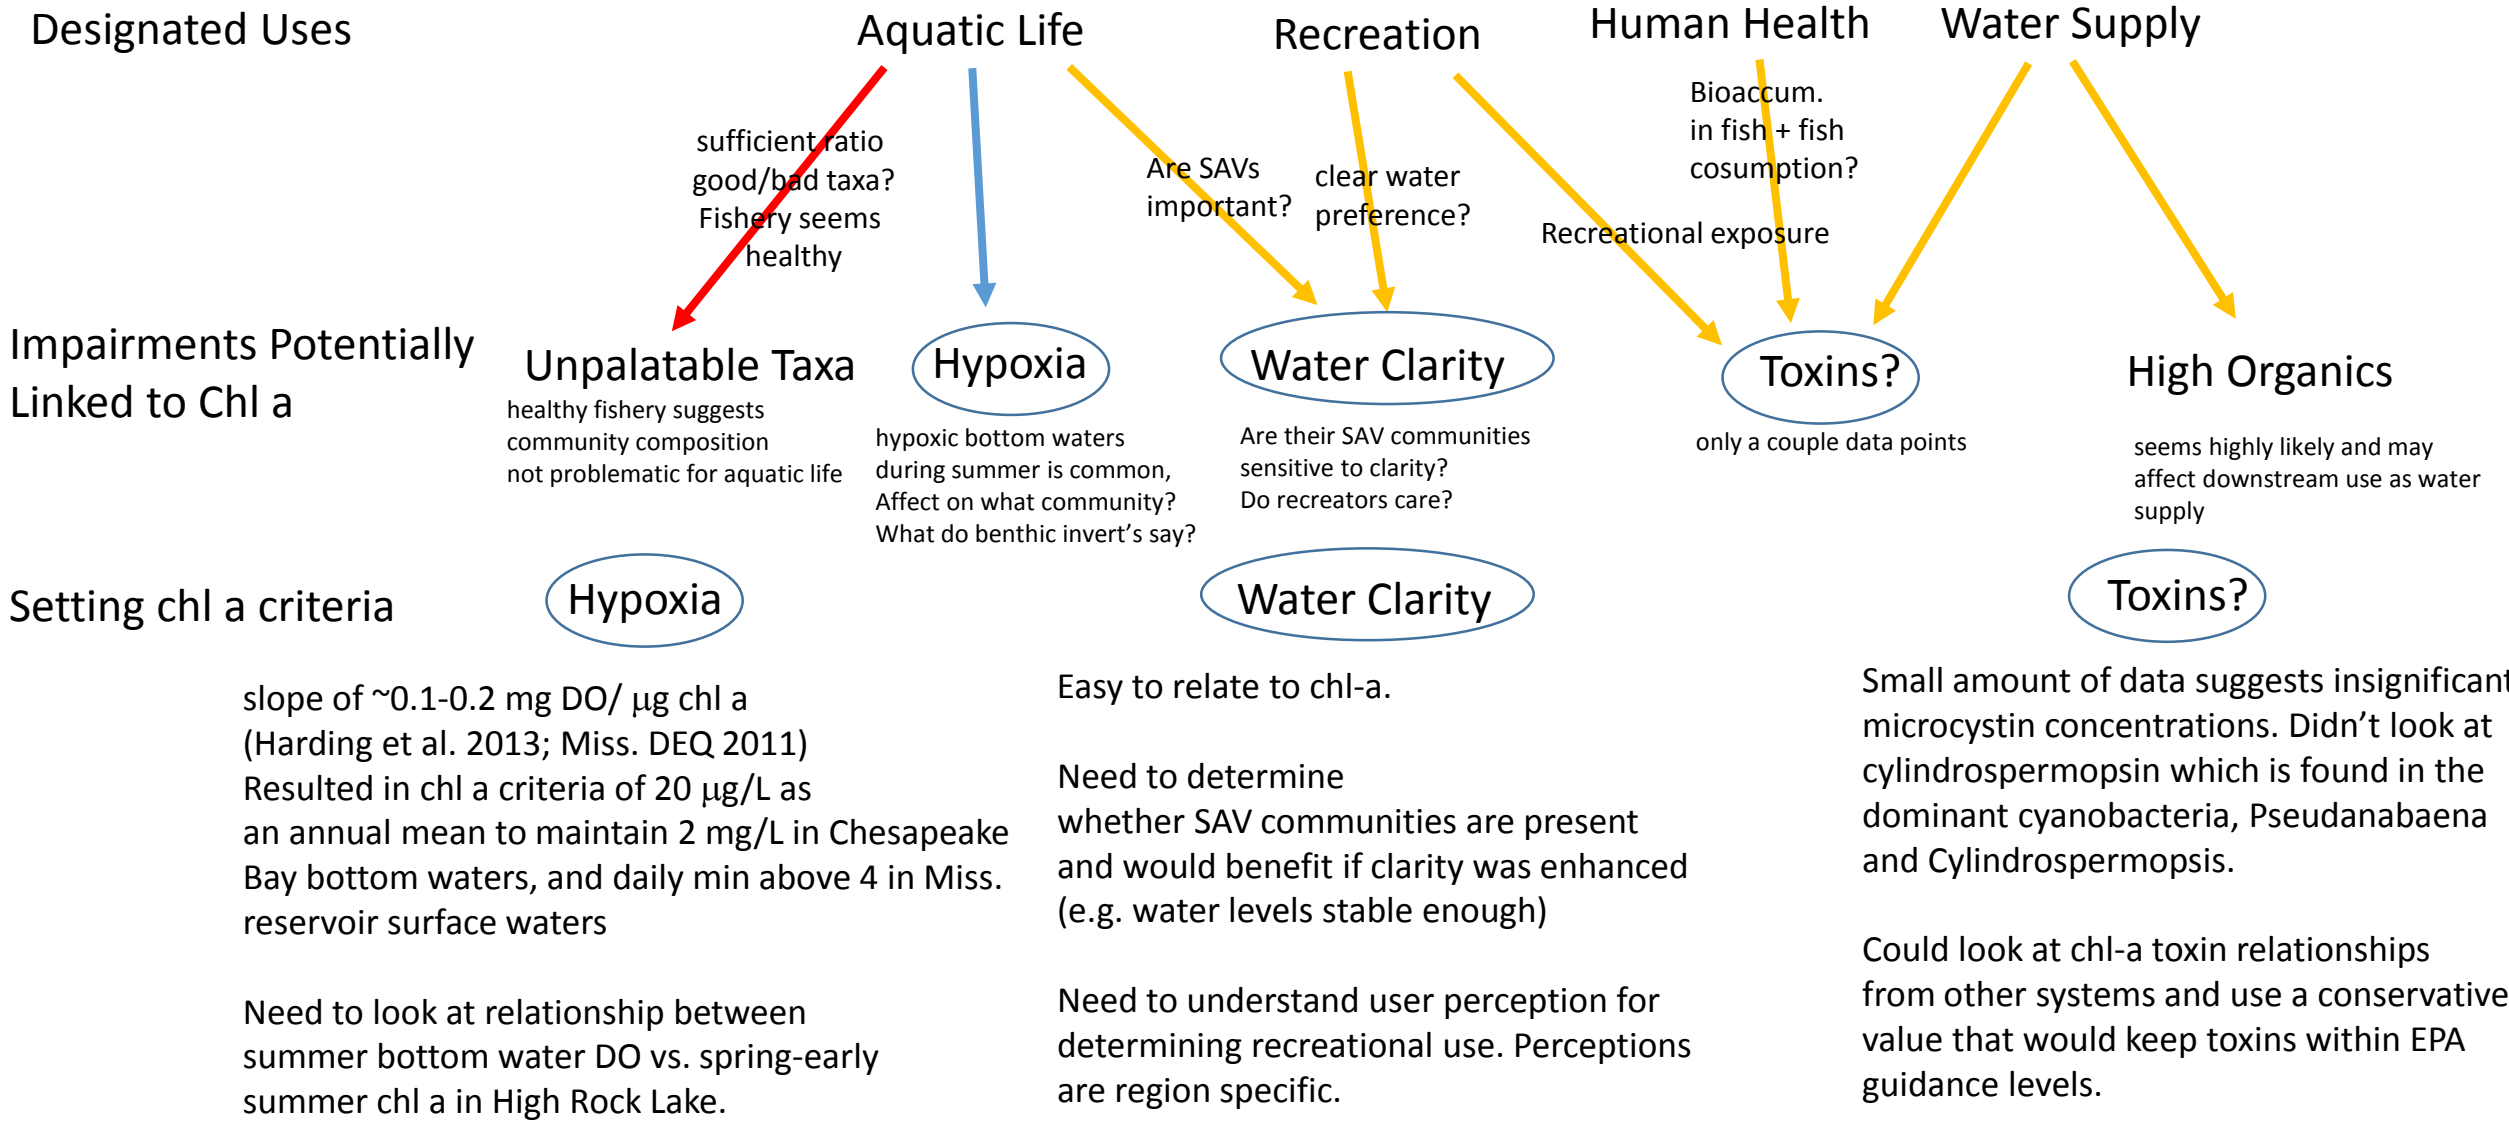 Designated Uses
Aquatic Life
Recreation
Human Health
Water Supply
sufficient ratio
good/bad taxa?
Fishery seems
healthy
Are SAVs
important?
clear water
preference?
Bioaccum.
in fish + fish
cosumption?
Recreational exposure
Impairments Potentially
Linked to Chl a
Unpalatable Taxa
healthy fishery suggests
community composition
not problematic for aquatic life
Hypoxia
hypoxic bottom waters
during summer is common,
Affect on what community?
What do benthic invert’s say?
Water Clarity
Are their SAV communities
sensitive to clarity?
Do recreators care?
Toxins?
only a couple data points
High Organics
seems highly likely and may
affect downstream use as water
supply
Setting chl a criteria
Hypoxia
slope of ~0.1-0.2 mg DO/ μg chl a
(Harding et al. 2013; Miss. DEQ 2011)
Resulted in chl a criteria of 20 μg/L as
an annual mean to maintain 2 mg/L in Chesapeake
Bay bottom waters, and daily min above 4 in Miss.
reservoir surface waters
Need to look at relationship between
summer bottom water DO vs. spring-early
summer chl a in High Rock Lake.
Water Clarity
Easy to relate to chl-a.
Need to determine
whether SAV communities are present
and would benefit if clarity was enhanced
(e.g. water levels stable enough)
Need to understand user perception for
determining recreational use. Perceptions
are region specific.
Toxins?
Small amount of data suggests insignificant
microcystin concentrations. Didn’t look at
cylindrospermopsin which is found in the
dominant cyanobacteria, Pseudanabaena
and Cylindrospermopsis.
Could look at chl-a toxin relationships
from other systems and use a conservative
value that would keep toxins within EPA
guidance levels.